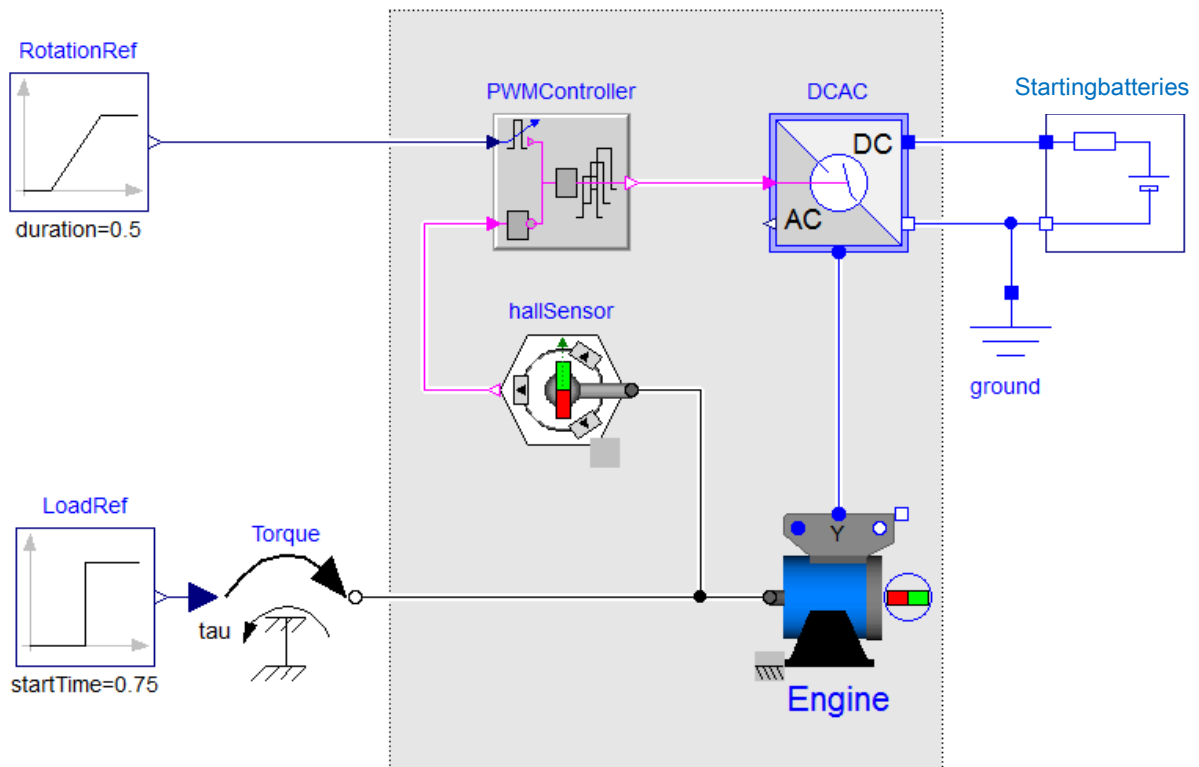 RotationRef
duration=0.5
PWMController
DCAC
DC
AC
Startingbatteries
ground
hallSensor
LoadRef
startTime=0.75
Torque
tau
Y
Engine